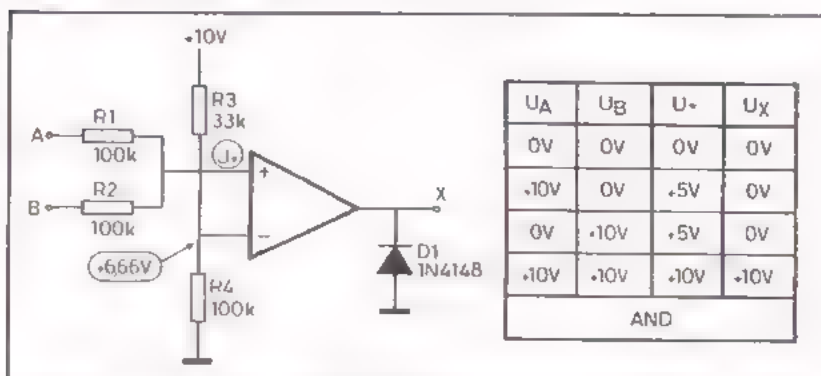 +10V
R3
33k
A
R1
100k
U+
+
B
R2
100k
-
X
+6,66V
R4
100k
D1
1N4148
UA UB U+ UX
0V 0V 0V 0V
+10V 0V +5V 0V
0V +10V +5V 0V
+10V +10V +10V +10V
AND